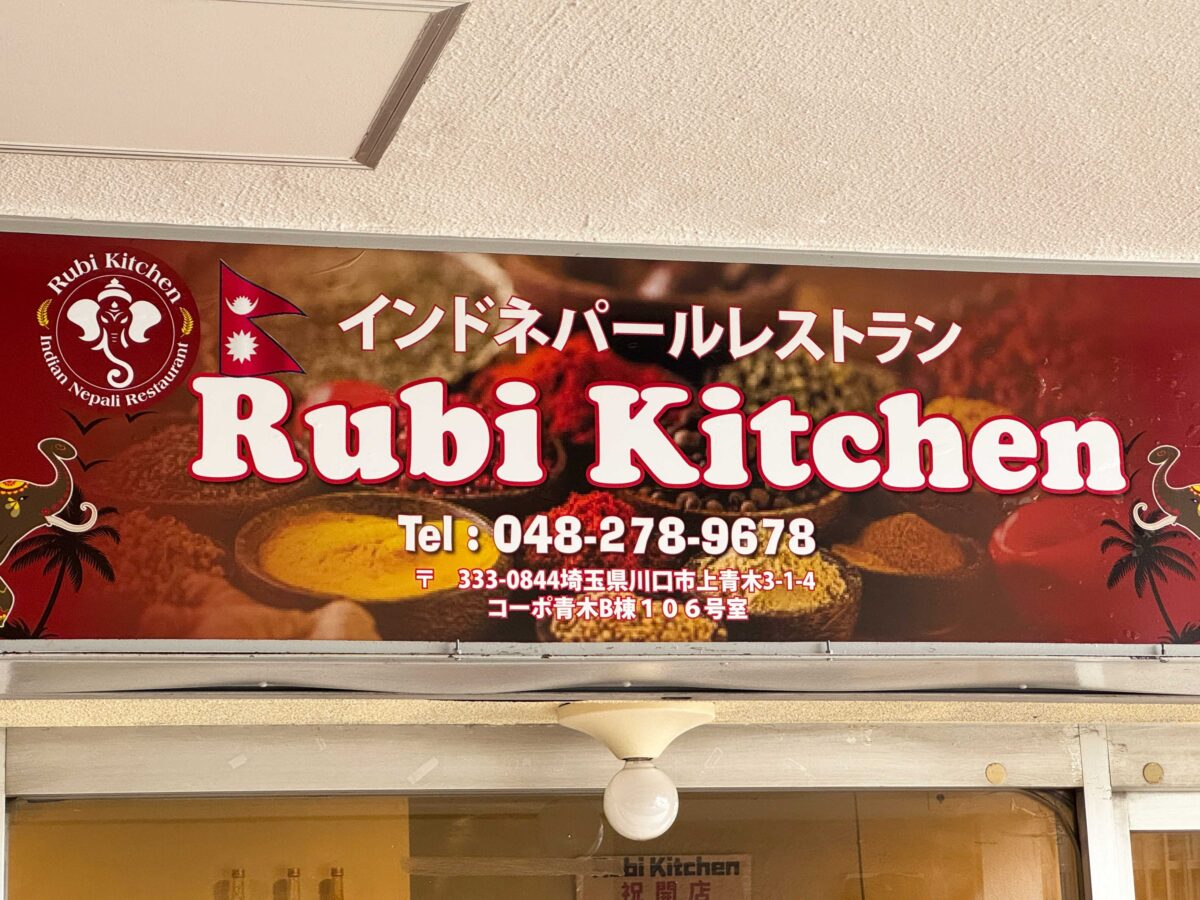 Rubi Kitchen
Indian Nepali Restaurant
インドネパールレストラン
Rubi Kitchen
Tel : 048-278-9678
〒 333-0844埼玉県川口市上青木3-1-4
コーポ青木B棟１０６号室
bi Kitchen
祝開店